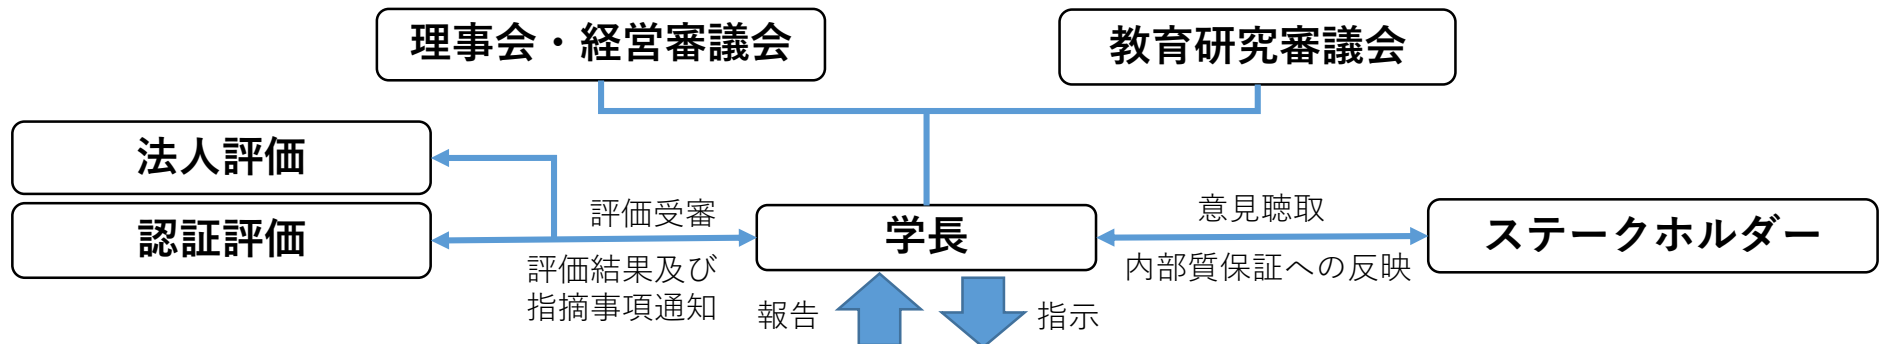 理事会・経営審議会
教育研究審議会
法人評価
認証評価
評価受審
評価結果及び
指摘事項通知
学長
意見聴取
内部質保証への反映
ステークホルダー
報告
指示